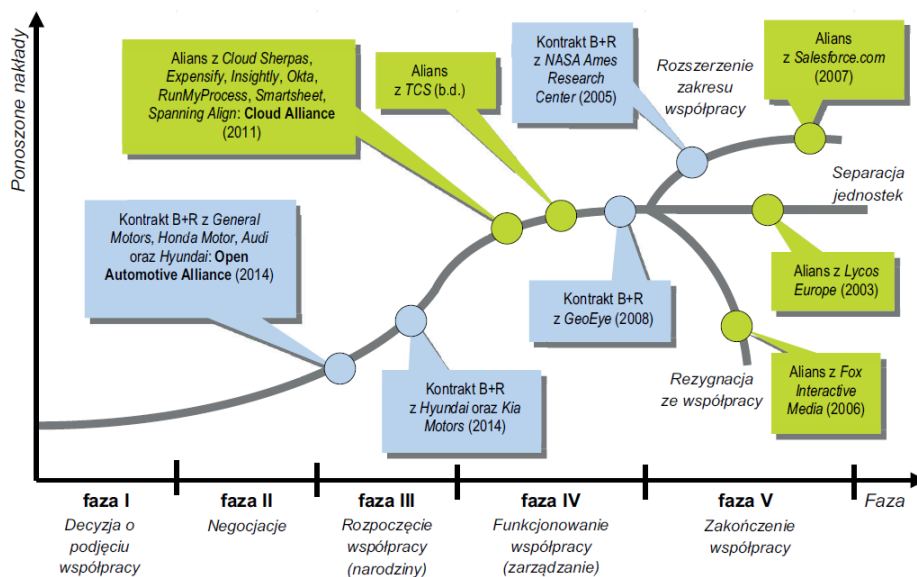 Ponoszone nakłady
Alians z Cloud Sherpas,
Expensify, Insightly, Okta,
RunMyProcess, Smartsheet,
Spanning Align: Cloud Alliance
(2011)
Alians
z TCS (b.d.)
Kontrakt B+R
z NASA Ames
Research
Center (2005)
Rozszerzenie
zakresu
współpracy
Alians
z Salesforce.com
(2007)
Separacja
jednostek
Kontrakt B+R z General
Motors, Honda Motor, Audi
oraz Hyundai: Open
Automotive Alliance (2014)
Kontrakt B+R
z GeoEye (2008)
Alians z Lycos
Europe (2003)
Kontrakt B+R
z Hyundai oraz Kia
Motors (2014)
Rezygnacja
ze współpracy
Alians z Fox
Interactive
Media (2006)
faza I
Decyzja o
podjęciu
współpracy
faza II
Negocjacje
faza III
Rozpoczęcie
współpracy
(narodziny)
faza IV
Funkcjonowanie
współpracy
(zarządzanie)
faza V
Zakończenie
współpracy
Faza